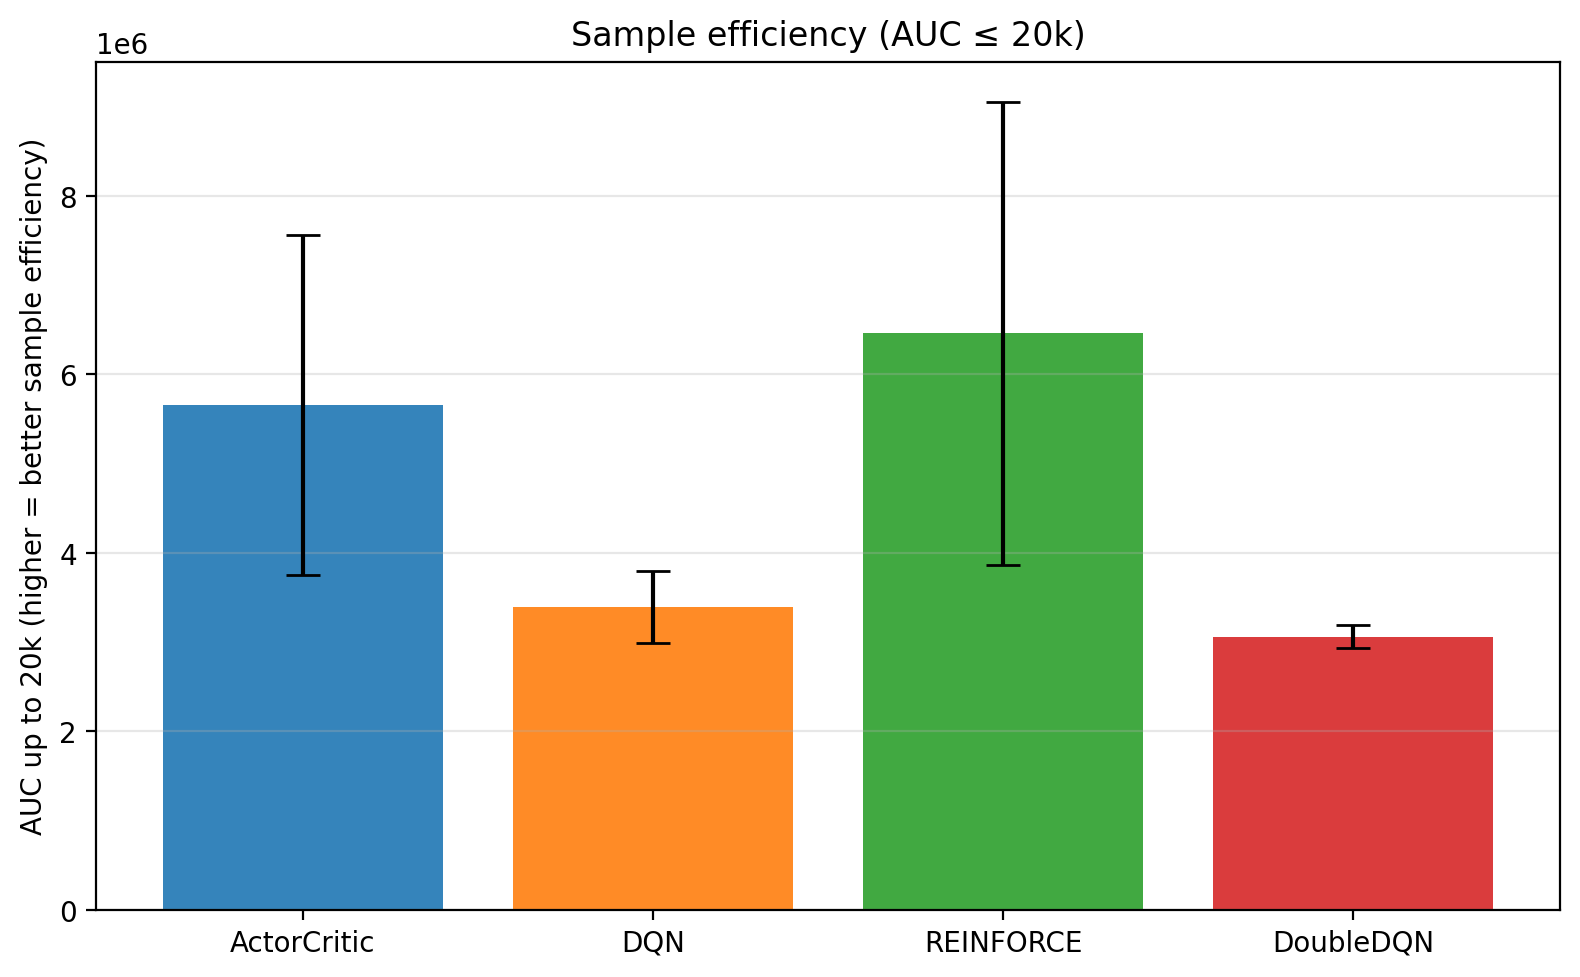 Sample efficiency (AUC ≤ 20k)
1e6
AUC up to 20k (higher = better sample efficiency)
8
6
4
2
0
ActorCritic
DQN
REINFORCE
DoubleDQN